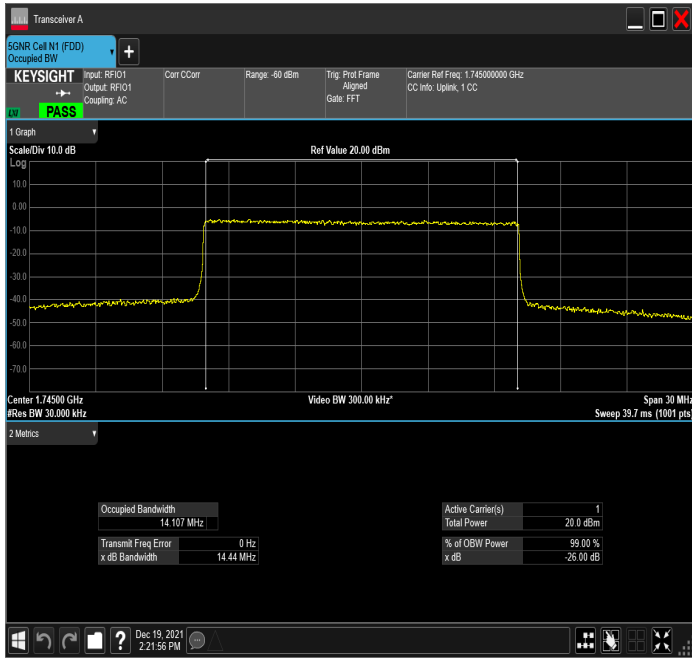 Transceiver A
5GNR Cell N1 (FDD)
Occupied BW
KEYSIGHT
Input: RFIO1
Output: RFIO1
Coupling: AC
Corr CCorr
Range: -60 dBm
Trig: Prot Frame
Aligned
Gate: FFT
Carrier Ref Freq: 1.745000000 GHz
CC Info: Uplink, 1 CC
LXI
PASS
1 Graph
Scale/Div 10.0 dB
Ref Value 20.00 dBm
Log
10.0
0.00
-10.0
-20.0
-30.0
-40.0
-50.0
-60.0
-70.0
Center 1.74500 GHz
Video BW 300.00 kHz*
Span 30 MHz
#Res BW 30.000 kHz
Sweep 39.7 ms (1001 pts)
2 Metrics
Occupied Bandwidth
14.107 MHz
Transmit Freq Error 0 Hz
x dB Bandwidth 14.44 MHz
Active Carrier(s) 1
Total Power 20.0 dBm
% of OBW Power 99.00 %
x dB -26.00 dB
Dec 19, 2021
2:21:56 PM